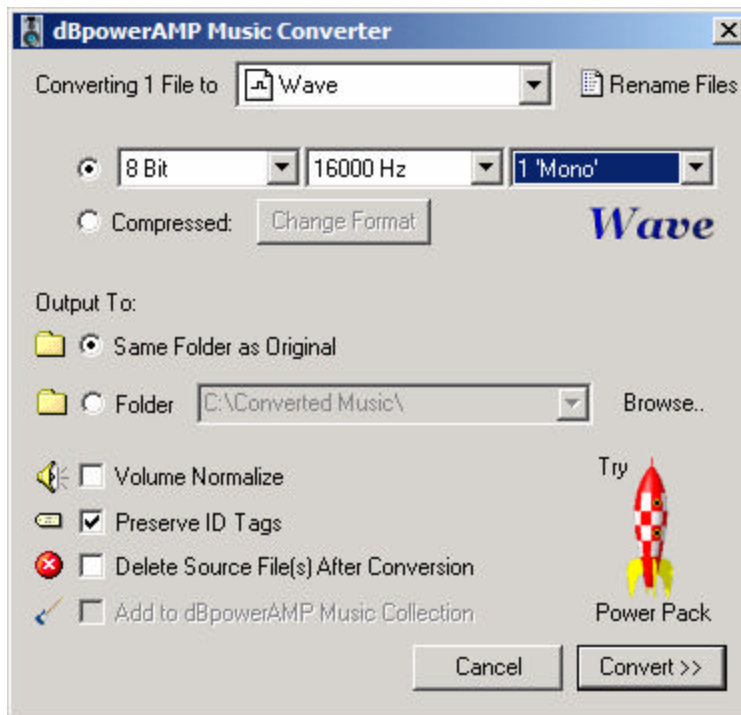 dBpowerAMP Music Converter
Converting 1 File to Wave Rename Files
8 Bit 16000 Hz 1 'Mono'
Compressed: Change Format Wave
Output To:
Same Folder as Original
Folder C:\Converted Music\ Browse..
Volume Normalize Try
Preserve ID Tags
Delete Source File(s) After Conversion
Add to dBpowerAMP Music Collection Power Pack
Cancel Convert >>